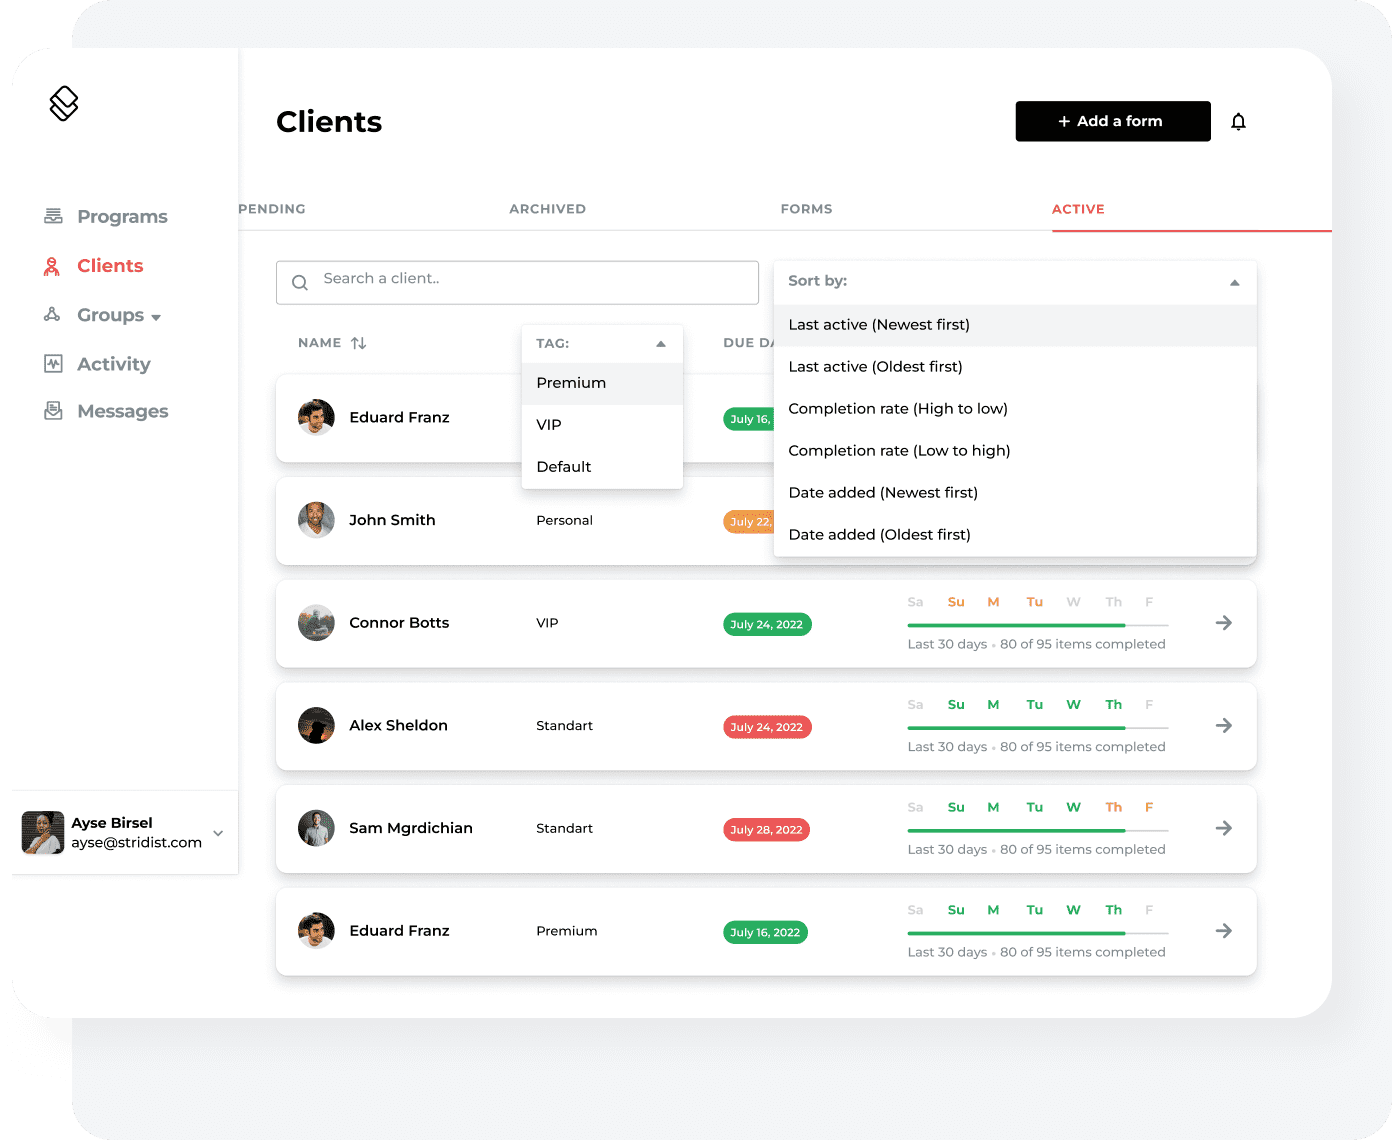 Clients
+ Add a form
Programs
Clients
Groups
Activity
Messages
PENDING
ARCHIVED
FORMS
ACTIVE
Search a client..
Sort by:
Last active (Newest first)
Last active (Oldest first)
Completion rate (High to low)
Completion rate (Low to high)
Date added (Newest first)
Date added (Oldest first)
NAME
TAG:
DUE DA
Premium
VIP
Default
Eduard Franz
July 16,
John Smith
Personal
July 22,
Connor Botts
VIP
July 24, 2022
Sa Su M Tu W Th F
Last 30 days • 80 of 95 items completed
Alex Sheldon
Standart
July 24, 2022
Sa Su M Tu W Th F
Last 30 days • 80 of 95 items completed
Sam Mgrdichian
Standart
July 28, 2022
Sa Su M Tu W Th F
Last 30 days • 80 of 95 items completed
Eduard Franz
Premium
July 16, 2022
Sa Su M Tu W Th F
Last 30 days • 80 of 95 items completed
Ayse Birsel
ayse@stridist.com